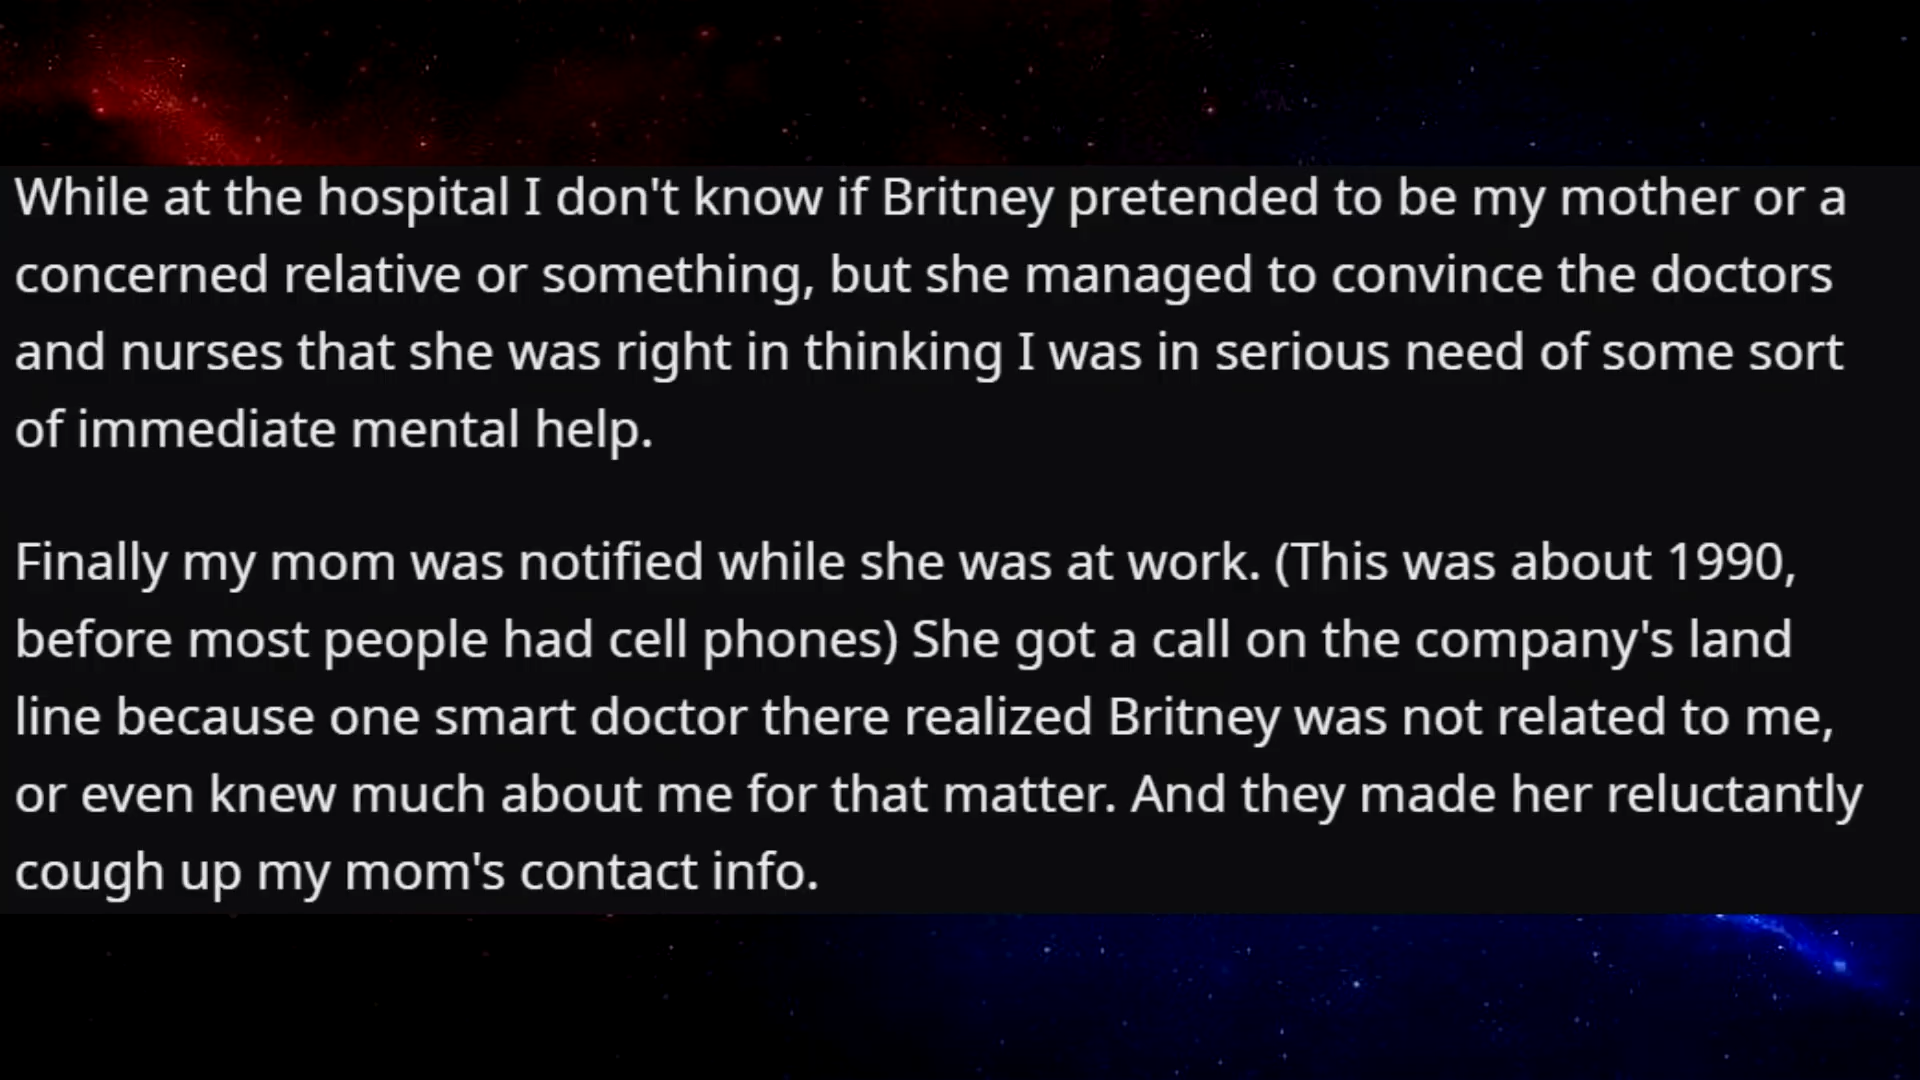 While at the hospital I don't know if Britney pretended to be my mother or a
concerned relative or something, but she managed to convince the doctors
and nurses that she was right in thinking I was in serious need of some sort
of immediate mental help.
Finally my mom was notified while she was at work. (This was about 1990,
before most people had cell phones) She got a call on the company's land
line because one smart doctor there realized Britney was not related to me,
or even knew much about me for that matter. And they made her reluctantly
cough up my mom's contact info.